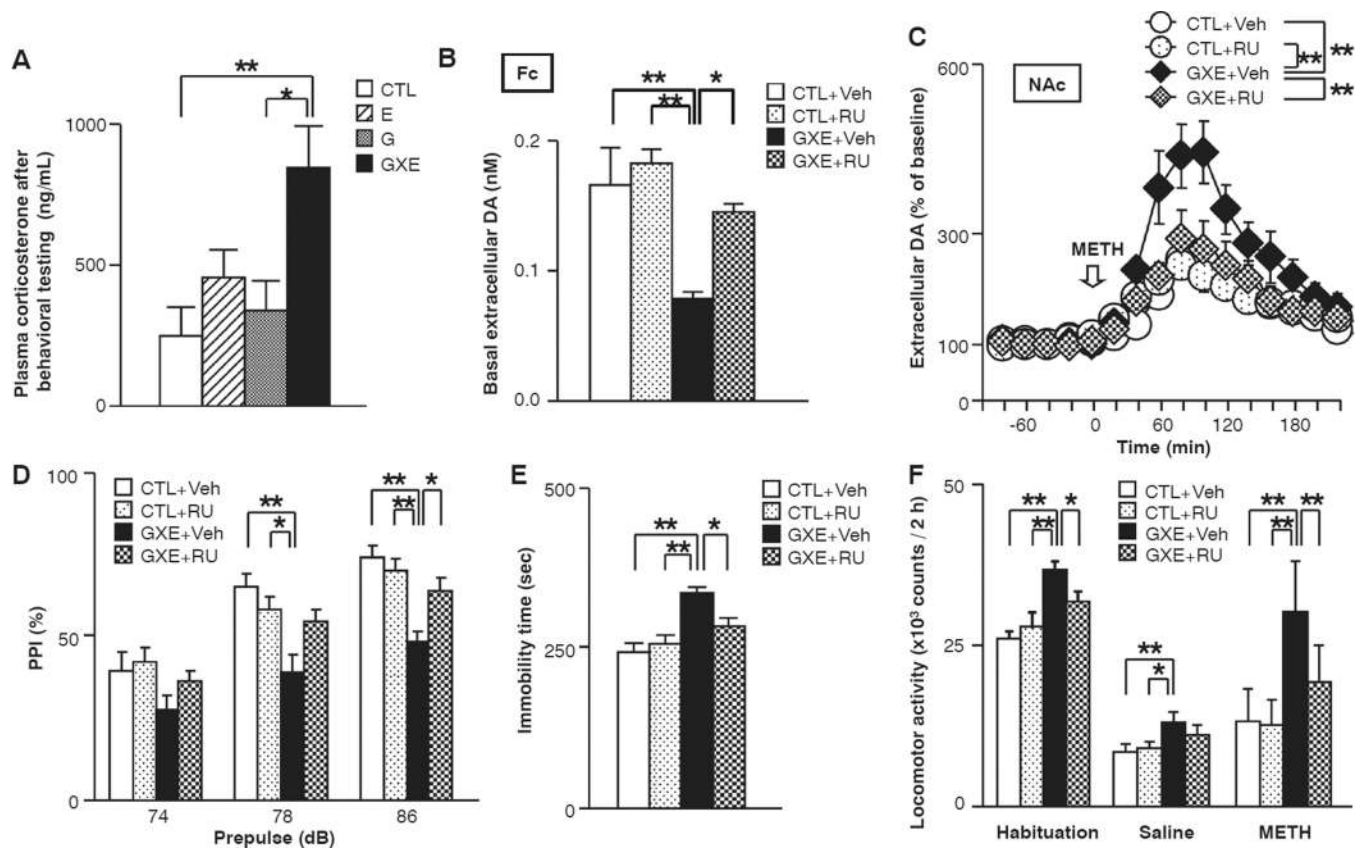 A
**
*
CTL
E
G
GXE
Plasma corticosterone after
behavioral testing (ng/mL)
1000
500
0
B
Fc
**
*
**
CTL+Veh
CTL+RU
GXE+Veh
GXE+RU
Basal extracellular DA (nM)
0.2
0.1
0.0
C
CTL+Veh
CTL+RU
GXE+Veh
GXE+RU
**
**
**
NAc
METH
Extracellular DA (% of baseline)
600
300
100
0
-60
0
60
120
180
Time (min)
D
CTL+Veh
CTL+RU
GXE+Veh
GXE+RU
**
*
**
*
**
PPI (%)
100
50
0
74
78
86
Prepulse (dB)
E
CTL+Veh
CTL+RU
GXE+Veh
GXE+RU
**
*
**
Immobility time (sec)
500
250
0
F
CTL+Veh
CTL+RU
GXE+Veh
GXE+RU
**
*
**
**
*
**
**
**
Locomotor activity (x10³ counts / 2 h)
50
25
0
Habituation
Saline
METH